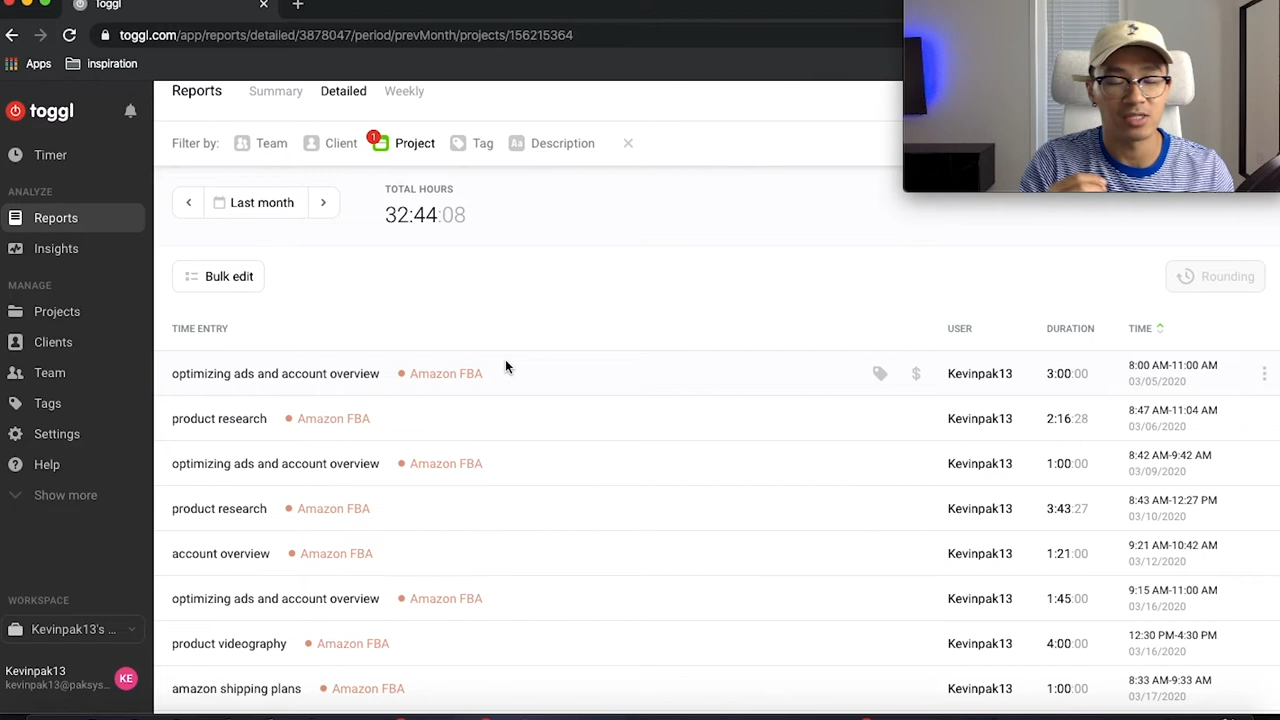 Toggl
toggl.com/app/reports/detailed/3878047/period/prevMonth/projects/156215364
Apps inspiration
toggl
Timer
ANALYZE
Reports
Insights
MANAGE
Projects
Clients
Team
Tags
Settings
Help
Show more
WORKSPACE
Kevinpak13's ...
Kevinpak13
kevinpak13@paksys...
KE
Reports Summary Detailed Weekly
Filter by: Team Client 1 Project Tag Aa Description
Last month
TOTAL HOURS
32:44:08
Bulk edit
Rounding
TIME ENTRY USER DURATION TIME
optimizing ads and account overview Amazon FBA $ Kevinpak13 3:00:00 8:00 AM-11:00 AM
03/05/2020
product research Amazon FBA Kevinpak13 2:16:28 8:47 AM-11:04 AM
03/06/2020
optimizing ads and account overview Amazon FBA Kevinpak13 1:00:00 8:42 AM-9:42 AM
03/09/2020
product research Amazon FBA Kevinpak13 3:43:27 8:43 AM-12:27 PM
03/10/2020
account overview Amazon FBA Kevinpak13 1:21:00 9:21 AM-10:42 AM
03/12/2020
optimizing ads and account overview Amazon FBA Kevinpak13 1:45:00 9:15 AM-11:00 AM
03/16/2020
product videography Amazon FBA Kevinpak13 4:00:00 12:30 PM-4:30 PM
03/16/2020
amazon shipping plans Amazon FBA Kevinpak13 1:00:00 8:33 AM-9:33 AM
03/17/2020